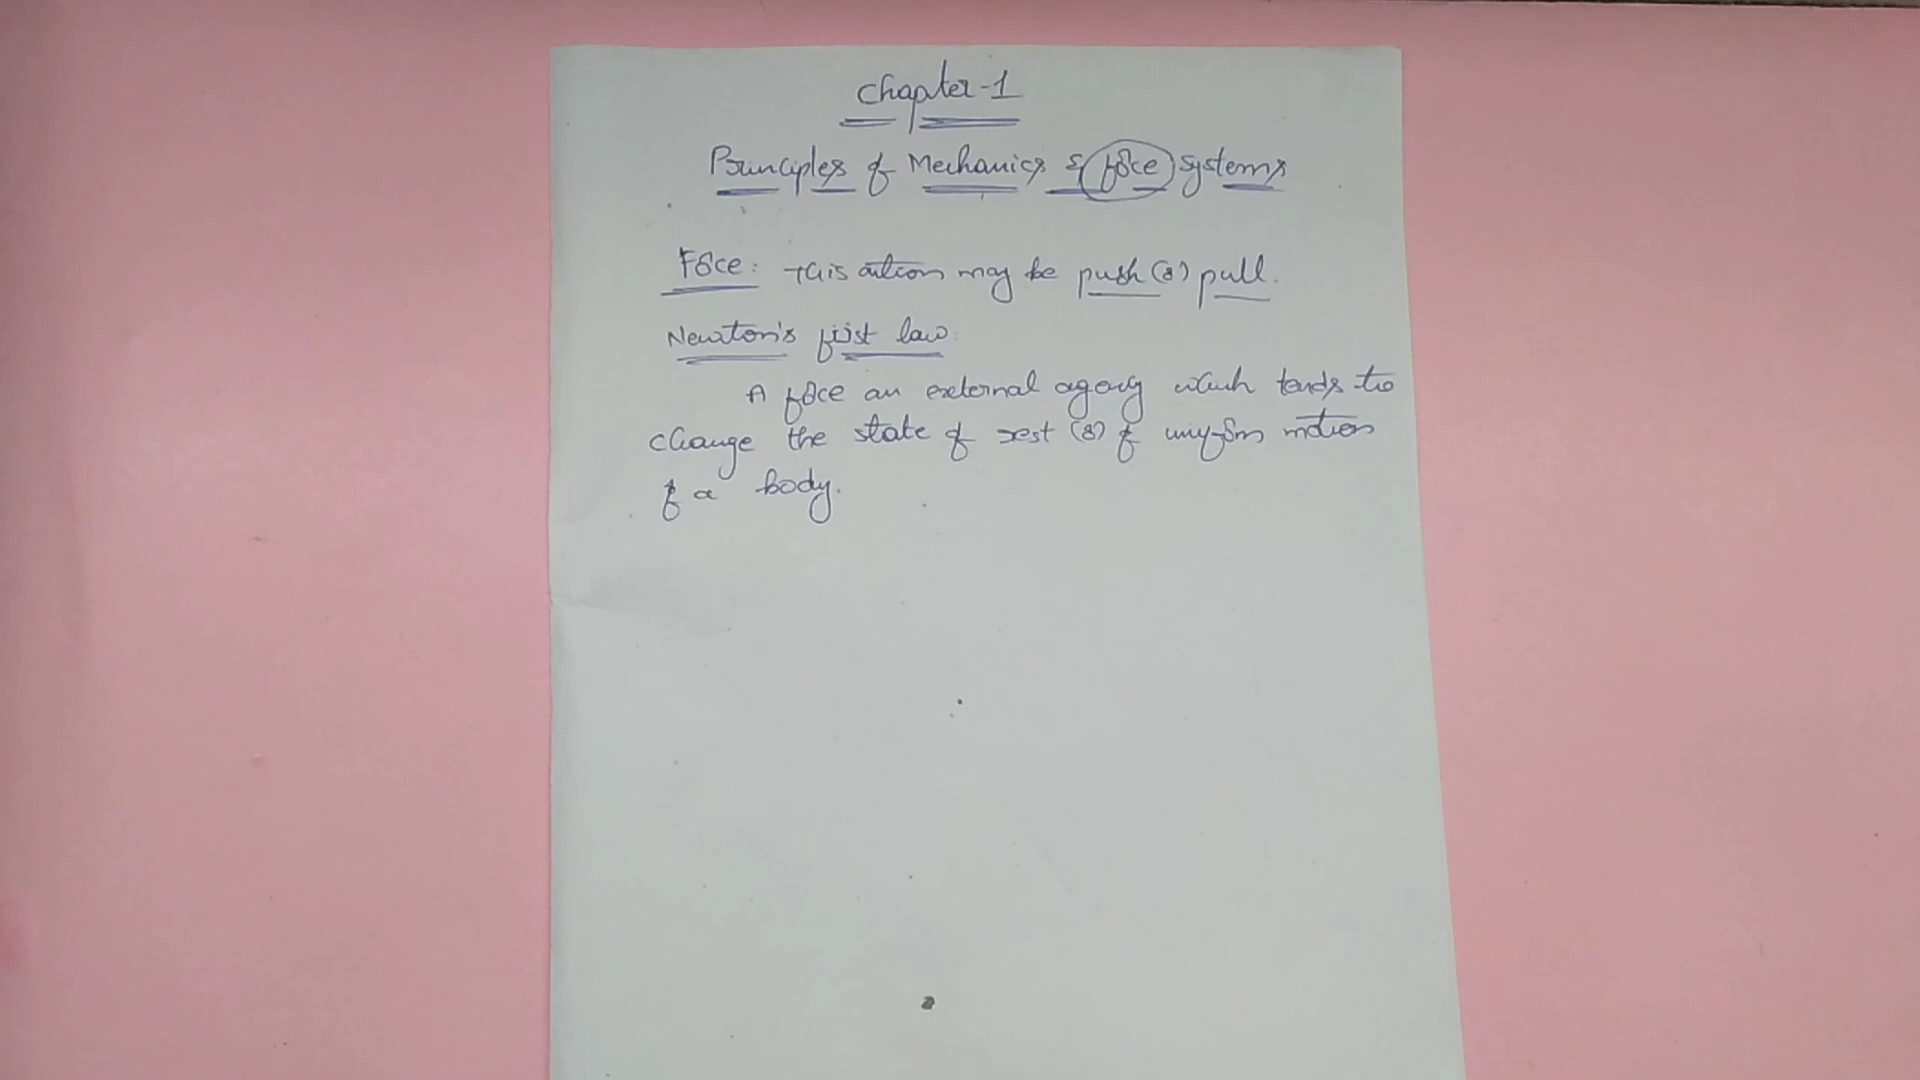 Chapter-1
Principles of Mechanics & force systems
Force: This action may be push (or) pull.
Newton's first law:
A force an external agency which tends to
change the state of rest (or) of uniform motion
of a body.